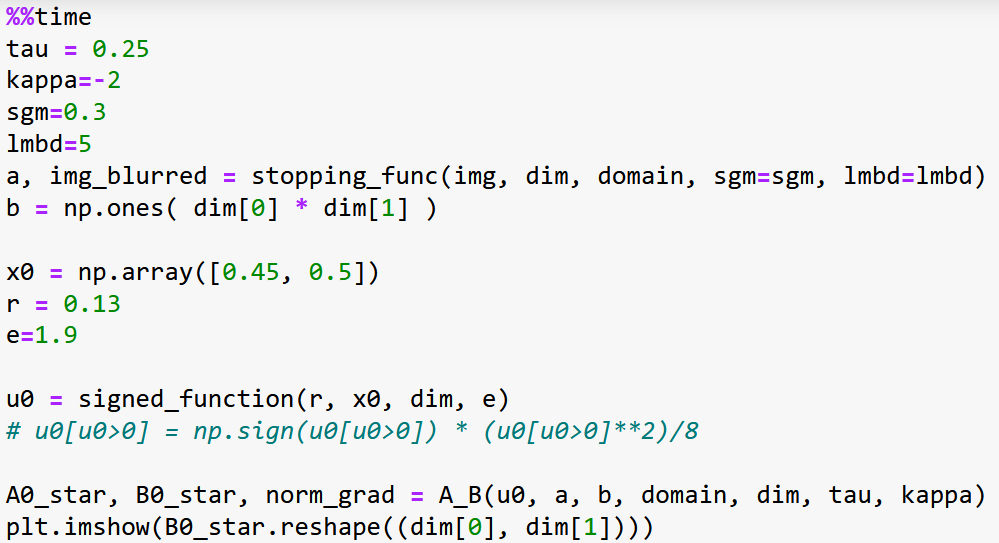 %%time
tau = 0.25
kappa=-2
sgm=0.3
lmbd=5
a, img_blurred = stopping_func(img, dim, domain, sgm=sgm, lmbd=lmbd)
b = np.ones( dim[0] * dim[1] )
x0 = np.array([0.45, 0.5])
r = 0.13
e=1.9
u0 = signed_function(r, x0, dim, e)
# u0[u0>0] = np.sign(u0[u0>0]) * (u0[u0>0]**2)/8
A0_star, B0_star, norm_grad = A_B(u0, a, b, domain, dim, tau, kappa)
plt.imshow(B0_star.reshape((dim[0], dim[1])))